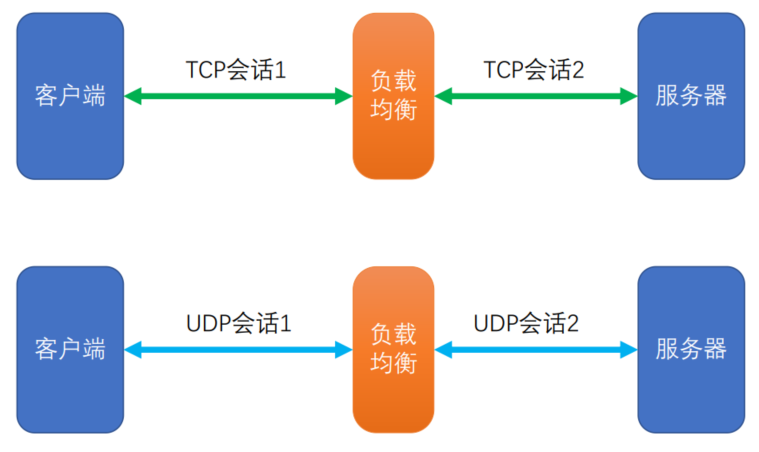 客户端
TCP会话1
负载
均衡
TCP会话2
服务器
客户端
UDP会话1
负载
均衡
UDP会话2
服务器